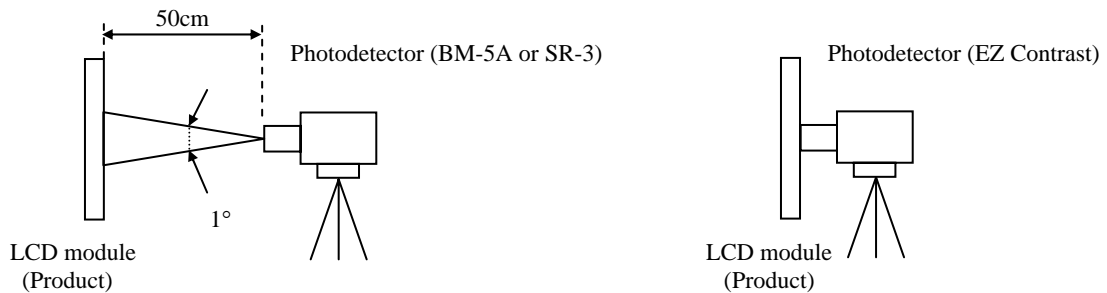 50cm
Photodetector (BM-5A or SR-3)
1°
LCD module
(Product)
Photodetector (EZ Contrast)
LCD module
(Product)